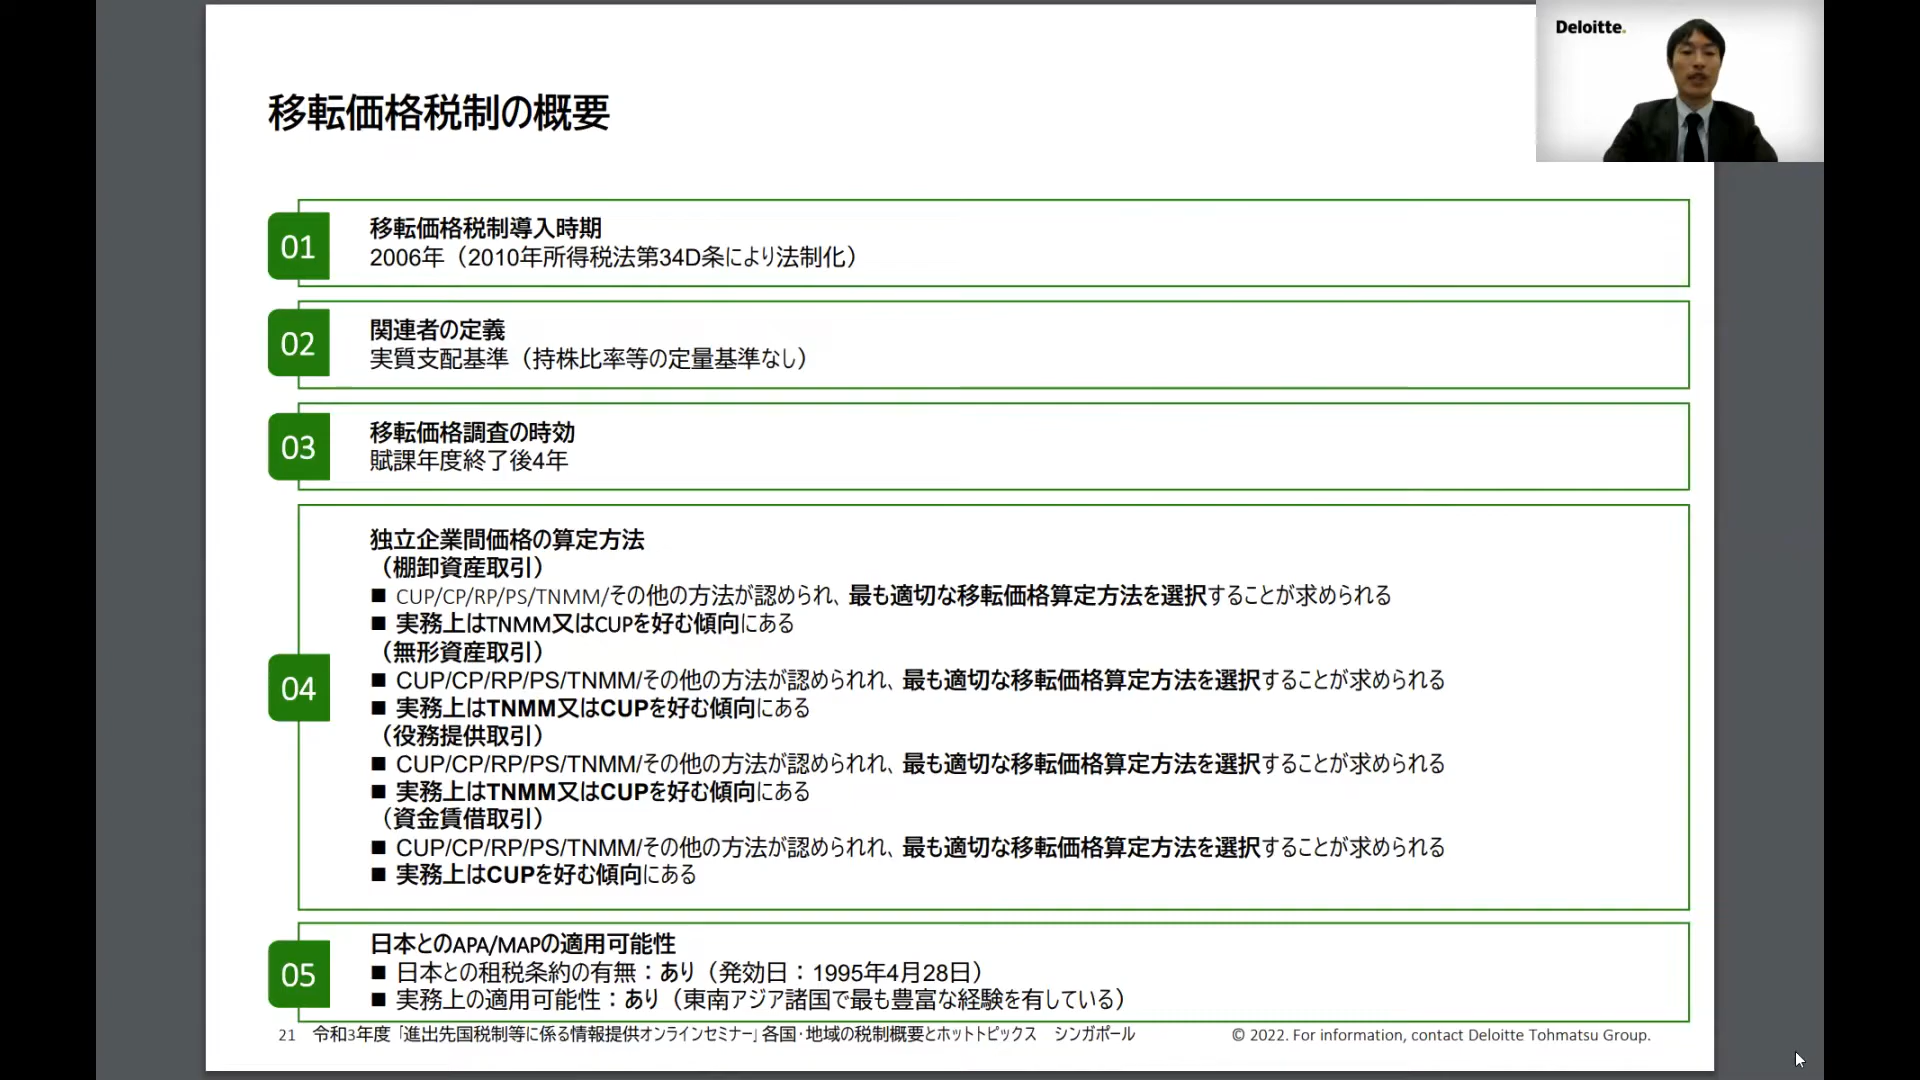 Deloitte.
移転価格税制の概要
01
移転価格税制導入時期
2006年（2010年所得税法第34D条により法制化）
02
関連者の定義
実質支配基準（持株比率等の定量基準なし）
03
移転価格調査の時効
賦課年度終了後4年
04
独立企業間価格の算定方法
（棚卸資産取引）
■ CUP/CP/RP/PS/TNMM/その他の方法が認められ、最も適切な移転価格算定方法を選択することが求められる
■ 実務上はTNMM又はCUPを好む傾向にある
（無形資産取引）
■ CUP/CP/RP/PS/TNMM/その他の方法が認められれ、最も適切な移転価格算定方法を選択することが求められる
■ 実務上はTNMM又はCUPを好む傾向にある
（役務提供取引）
■ CUP/CP/RP/PS/TNMM/その他の方法が認められれ、最も適切な移転価格算定方法を選択することが求められる
■ 実務上はTNMM又はCUPを好む傾向にある
（資金賃借取引）
■ CUP/CP/RP/PS/TNMM/その他の方法が認められれ、最も適切な移転価格算定方法を選択することが求められる
■ 実務上はCUPを好む傾向にある
05
日本とのAPA/MAPの適用可能性
■ 日本との租税条約の有無：あり（発効日：1995年4月28日）
■ 実務上の適用可能性：あり（東南アジア諸国で最も豊富な経験を有している）
21 令和3年度「進出先国税制等に係る情報提供オンラインセミナー」各国・地域の税制概要とホットトピックス シンガポール
© 2022. For information, contact Deloitte Tohmatsu Group.